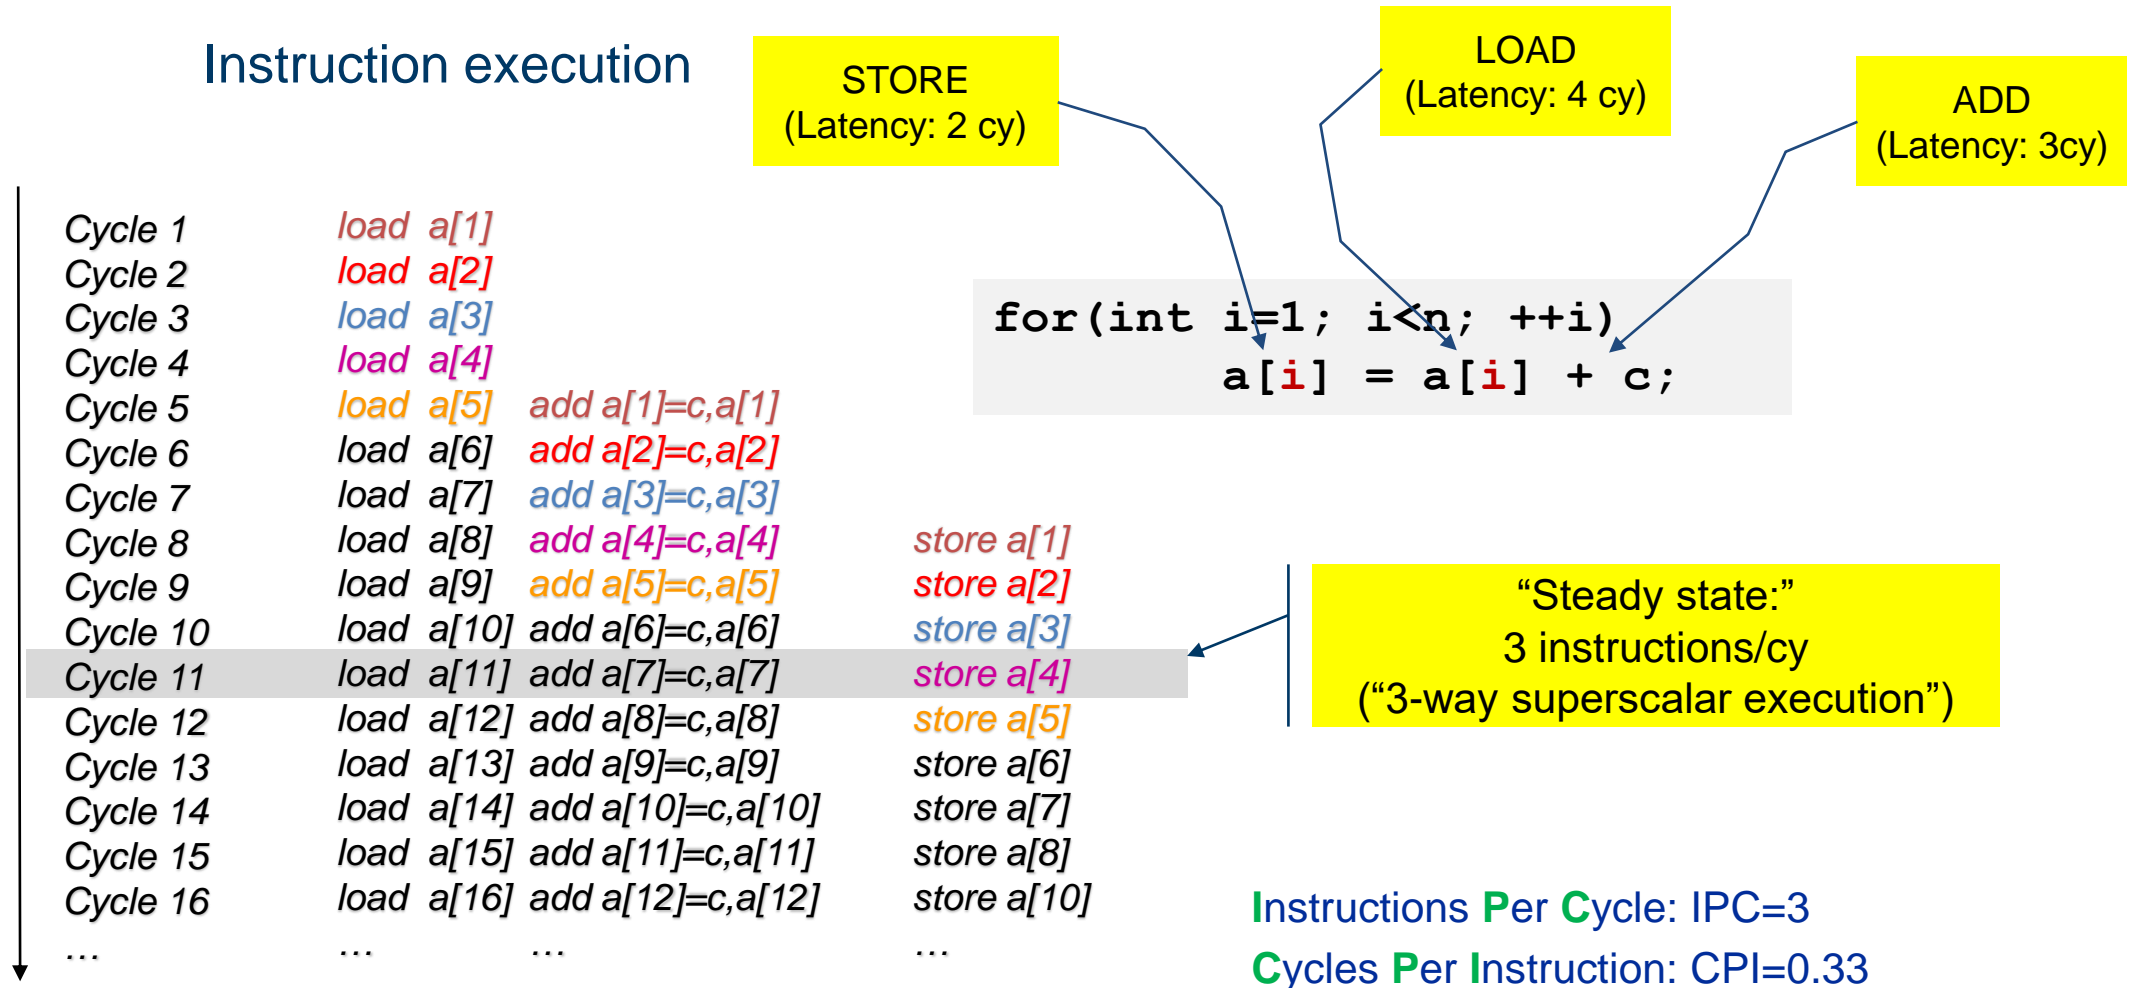 Instruction execution
STORE
(Latency: 2 cy)
LOAD
(Latency: 4 cy)
ADD
(Latency: 3cy)
for(int i=1; i<n; ++i)
a[i] = a[i] + c;
Cycle 1 load a[1]
Cycle 2 load a[2]
Cycle 3 load a[3]
Cycle 4 load a[4]
Cycle 5 load a[5] add a[1]=c,a[1]
Cycle 6 load a[6] add a[2]=c,a[2]
Cycle 7 load a[7] add a[3]=c,a[3]
Cycle 8 load a[8] add a[4]=c,a[4] store a[1]
Cycle 9 load a[9] add a[5]=c,a[5] store a[2]
Cycle 10 load a[10] add a[6]=c,a[6] store a[3]
Cycle 11 load a[11] add a[7]=c,a[7] store a[4]
Cycle 12 load a[12] add a[8]=c,a[8] store a[5]
Cycle 13 load a[13] add a[9]=c,a[9] store a[6]
Cycle 14 load a[14] add a[10]=c,a[10] store a[7]
Cycle 15 load a[15] add a[11]=c,a[11] store a[8]
Cycle 16 load a[16] add a[12]=c,a[12] store a[10]
… … … …
“Steady state:”
3 instructions/cy
(“3-way superscalar execution”)
Instructions Per Cycle: IPC=3
Cycles Per Instruction: CPI=0.33